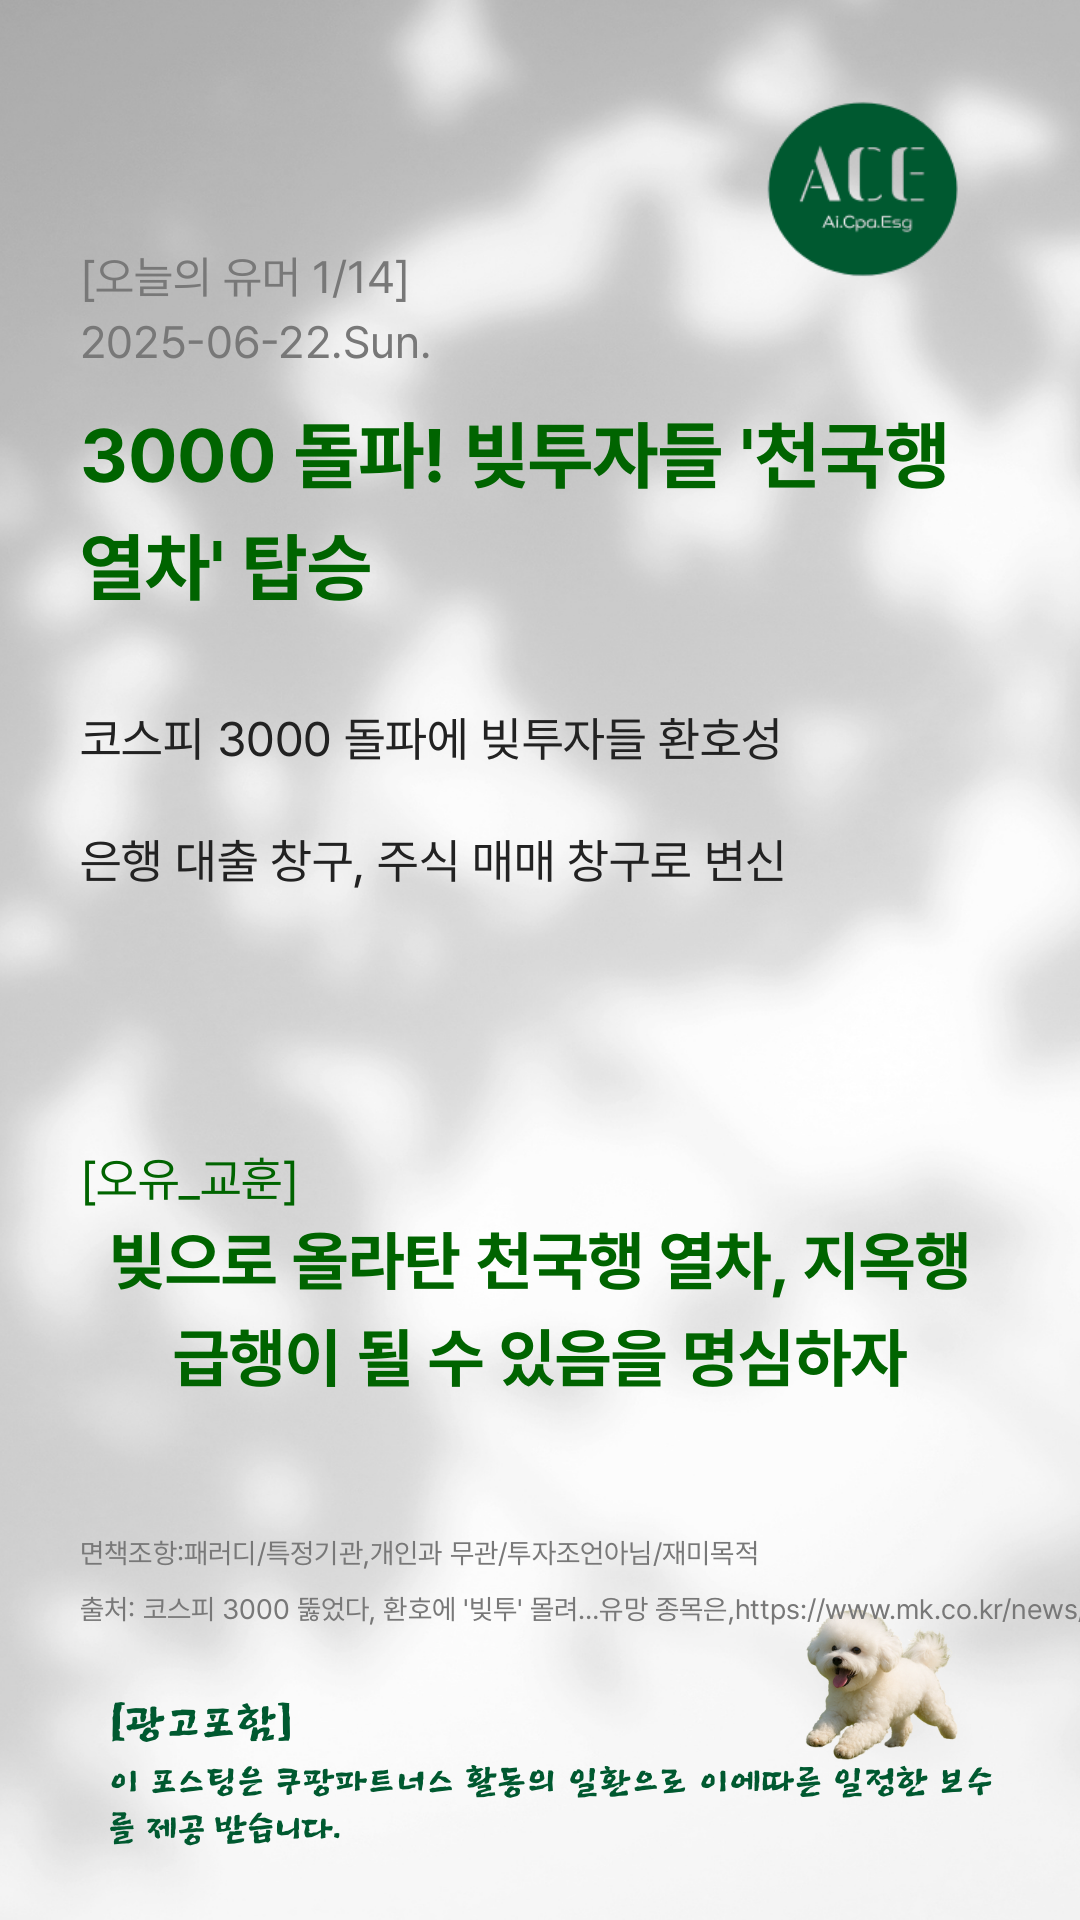 ACE
Ai.Cpa.Esg
[오늘의 유머 1/14]
2025-06-22.Sun.
3000 돌파! 빚투자들 '천국행
열차' 탑승
코스피 3000 돌파에 빚투자들 환호성
은행 대출 창구, 주식 매매 창구로 변신
[오유_교훈]
빚으로 올라탄 천국행 열차, 지옥행
급행이 될 수 있음을 명심하자
면책조항:패러디/특정기관,개인과 무관/투자조언아님/재미목적
출처: 코스피 3000 뚫었다, 환호에 '빚투' 몰려...유망 종목은,https://www.mk.co.kr/news/
[광고포함]
이 포스팅은 쿠팡파트너스 활동의 일환으로 이에따른 일정한 보수
를 제공 받습니다.